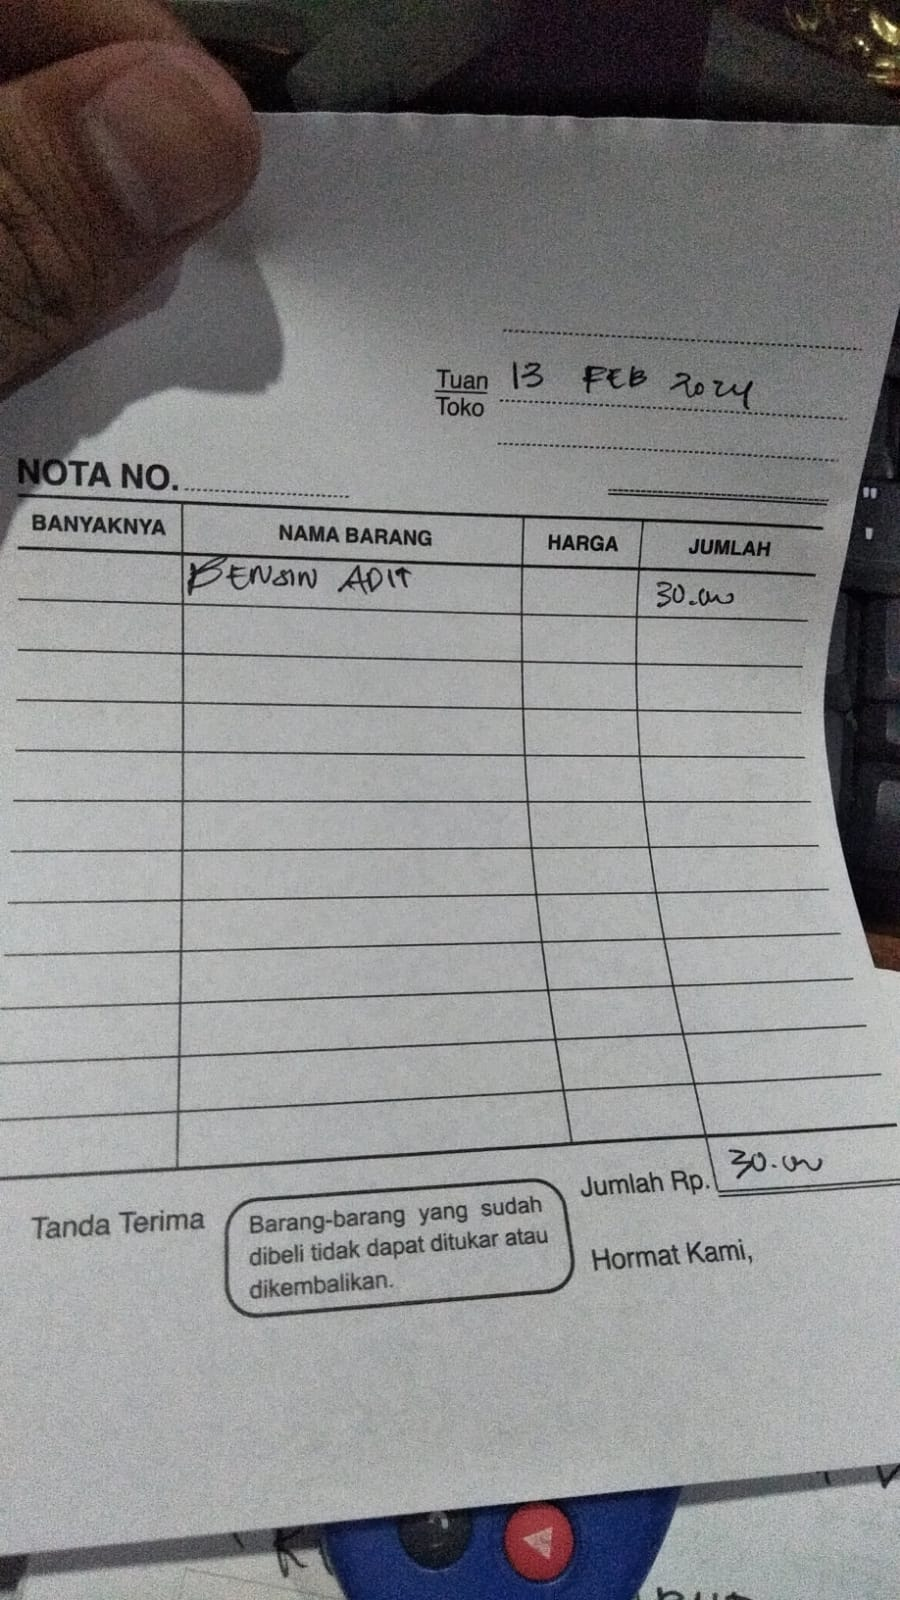 Tuan
Toko
13 FEB 2024
NOTA NO.
BANYAKNYA NAMA BARANG HARGA JUMLAH
BENSIN ADIT 30.000
Jumlah Rp. 30.000
Tanda Terima
Barang-barang yang sudah
dibeli tidak dapat ditukar atau
dikembalikan.
Hormat Kami,